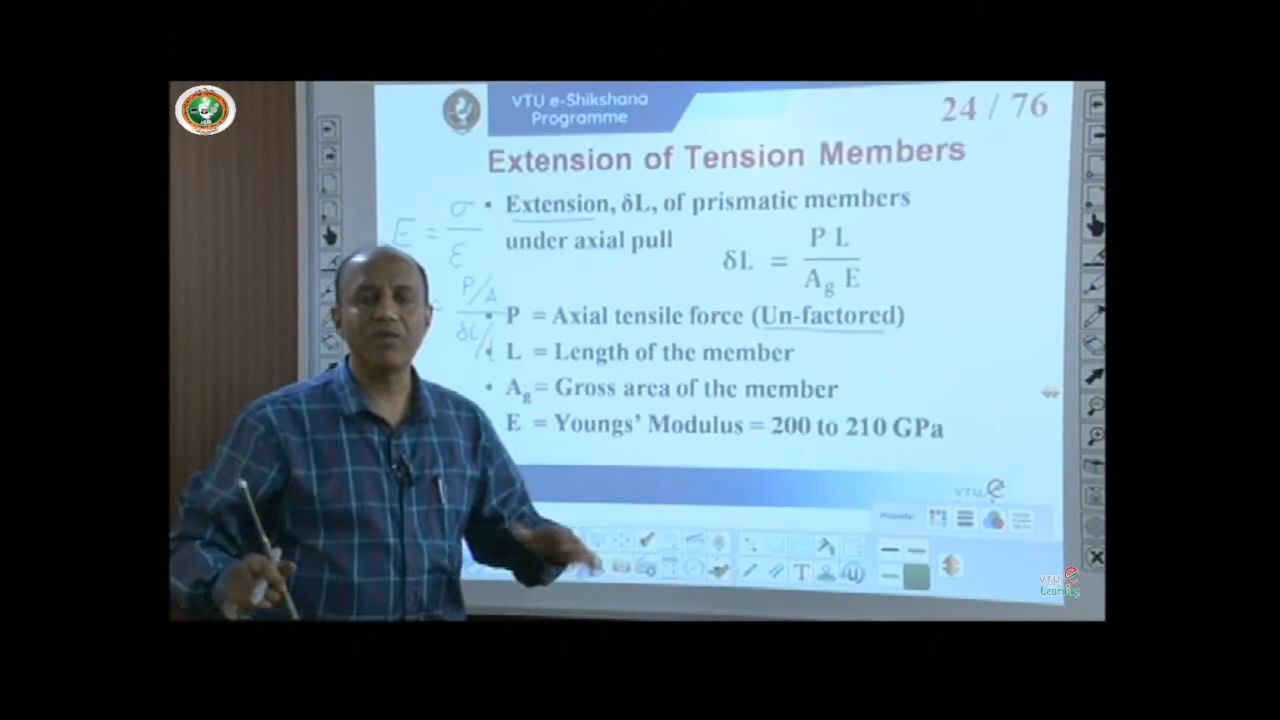 VTU e-Shikshana
Programme
24 / 76
Extension of Tension Members
• Extension, δL, of prismatic members
under axial pull
δL = P L / A_g E
E = σ / ε
= P/A
δL/L
• P = Axial tensile force (Un-factored)
• L = Length of the member
• A_g = Gross area of the member
E = Youngs’ Modulus = 200 to 210 GPa
VTU e
VTU e
Learning